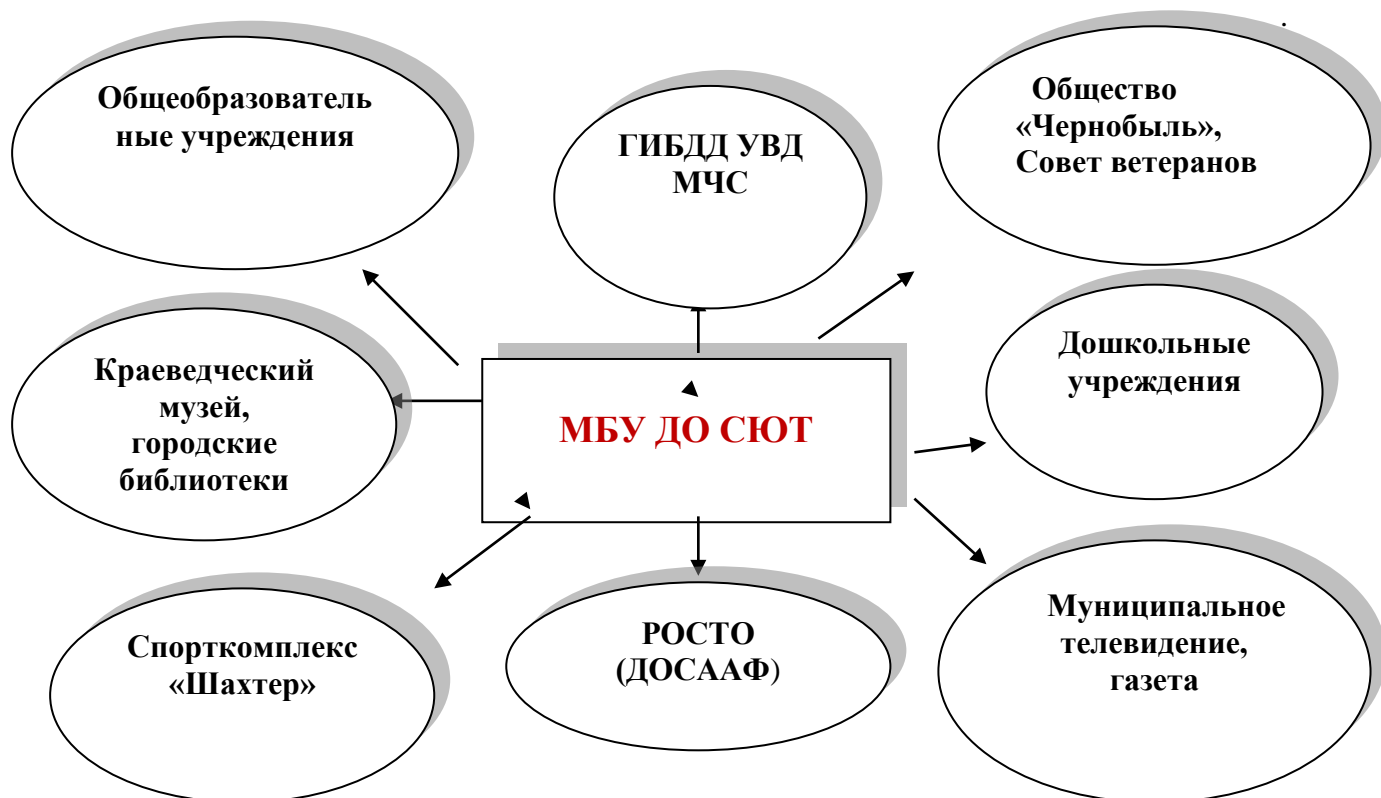 Общеобразователь
ные учреждения
ГИБДД УВД
МЧС
Общество
«Чернобыль»,
Совет ветеранов
Краеведческий
музей,
городские
библиотеки
МБУ ДО СЮТ
Дошкольные
учреждения
Спорткомплекс
«Шахтер»
РОСТО
(ДОСААФ)
Муниципальное
телевидение,
газета
.